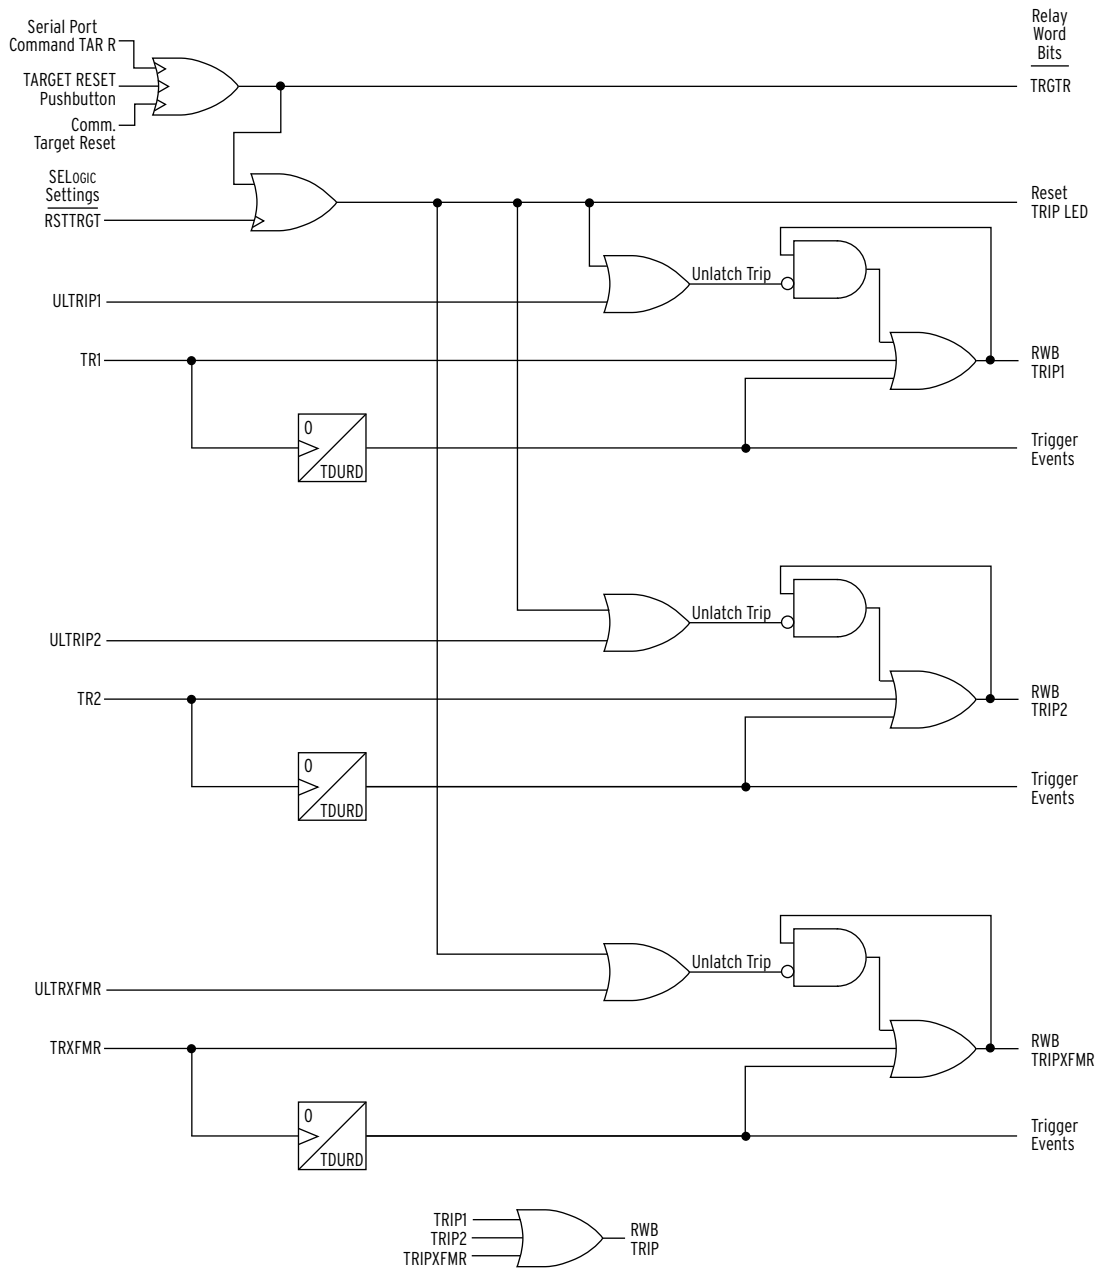 Relay
Word
Bits
Serial Port
Command TAR R
TARGET RESET
Pushbutton
TRGTR
Comm.
Target Reset
SELOGIC
Settings
RSTTRGT
Reset
TRIP LED
Unlatch Trip
ULTRIP1
TR1
RWB
TRIP1
0
TDURD
Trigger
Events
Unlatch Trip
ULTRIP2
TR2
RWB
TRIP2
0
TDURD
Trigger
Events
Unlatch Trip
ULTRXFMR
TRXFMR
RWB
TRIPXFMR
0
TDURD
Trigger
Events
TRIP1
TRIP2
TRIPXFMR
RWB
TRIP